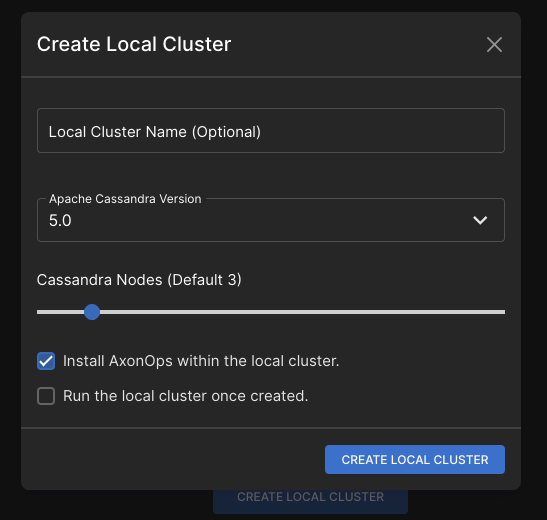 Create Local Cluster
Local Cluster Name (Optional)
Apache Cassandra Version
5.0
Cassandra Nodes (Default 3)
Install AxonOps within the local cluster.
Run the local cluster once created.
CREATE LOCAL CLUSTER
CREATE LOCAL CLUSTER